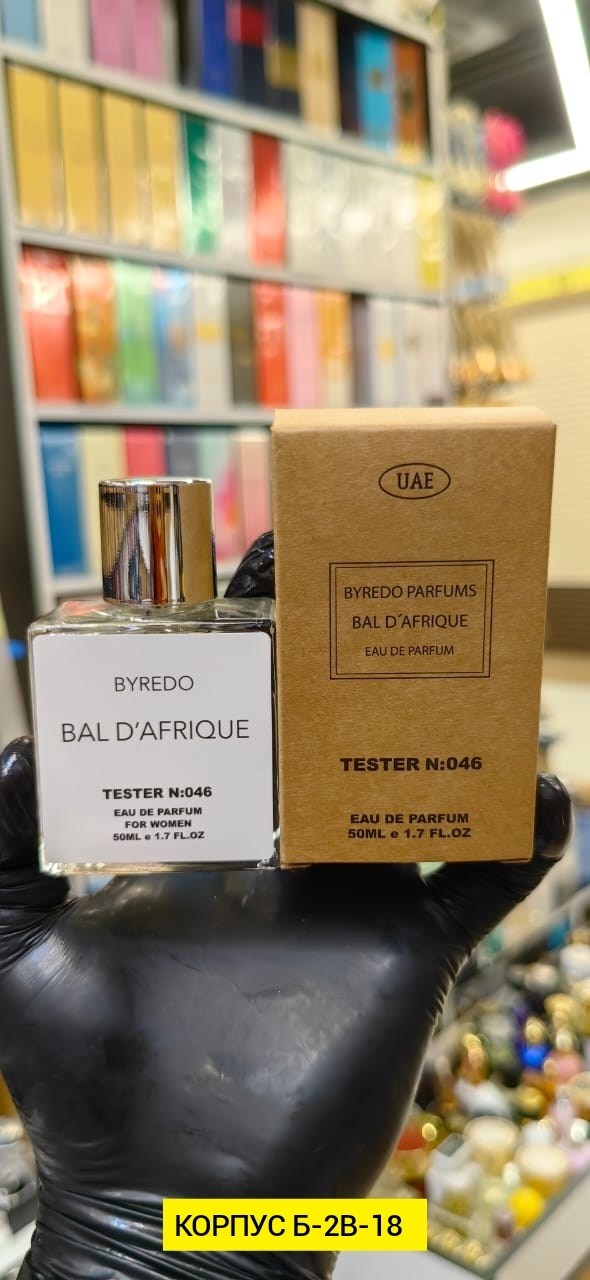 UAE
BYREDO PARFUMS
BAL D´AFRIQUE
EAU DE PARFUM
TESTER N:046
EAU DE PARFUM
50ML e 1.7 FL.OZ
BYREDO
BAL D’AFRIQUE
TESTER N:046
EAU DE PARFUM
FOR WOMEN
50ML e 1.7 FL.OZ
КОРПУС Б-2В-18